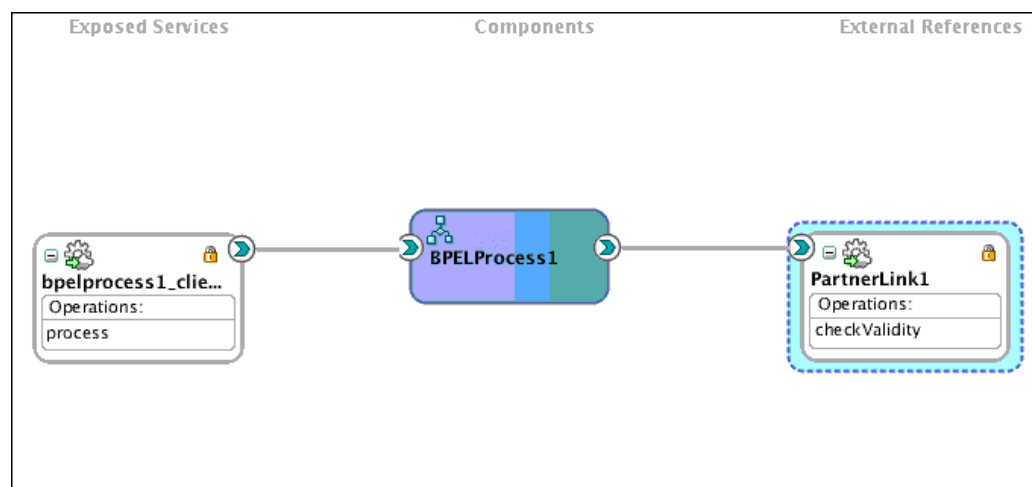 Exposed Services
Components
External References
bpelprocess1_clie...
Operations:
process
BPELProcess1
PartnerLink1
Operations:
checkValidity